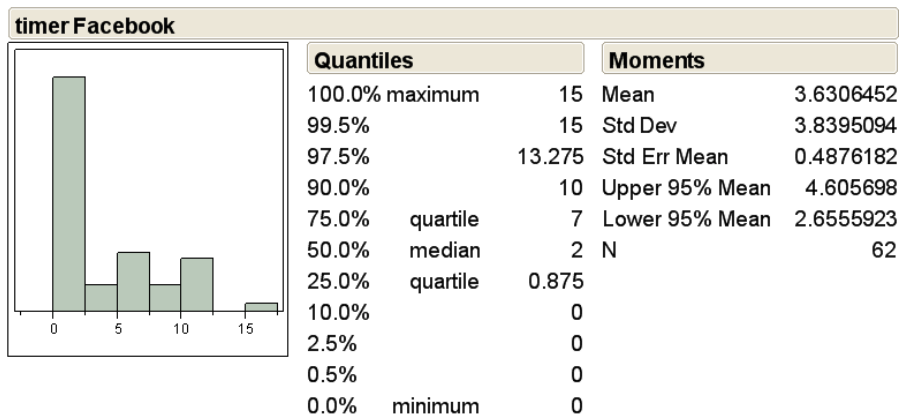 timer Facebook
0 5 10 15
Quantiles
100.0% maximum 15
99.5% 15
97.5% 13.275
90.0% 10
75.0% quartile 7
50.0% median 2
25.0% quartile 0.875
10.0% 0
2.5% 0
0.5% 0
0.0% minimum 0
Moments
Mean 3.6306452
Std Dev 3.8395094
Std Err Mean 0.4876182
Upper 95% Mean 4.605698
Lower 95% Mean 2.6555923
N 62